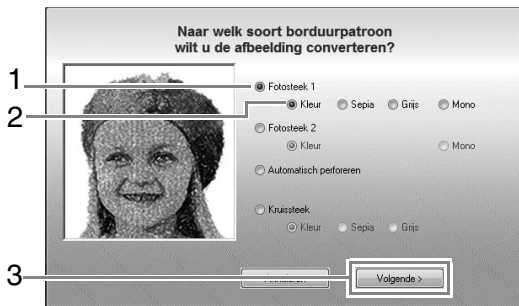 Naar welk soort borduurpatroon
wilt u de afbeelding converteren?
1
Fotosteek 1
2
Kleur Sepia Grijs Mono
Fotosteek 2
Kleur Mono
Automatisch perforeren
Kruissteek
Kleur Sepia Grijs
3
Volgende >